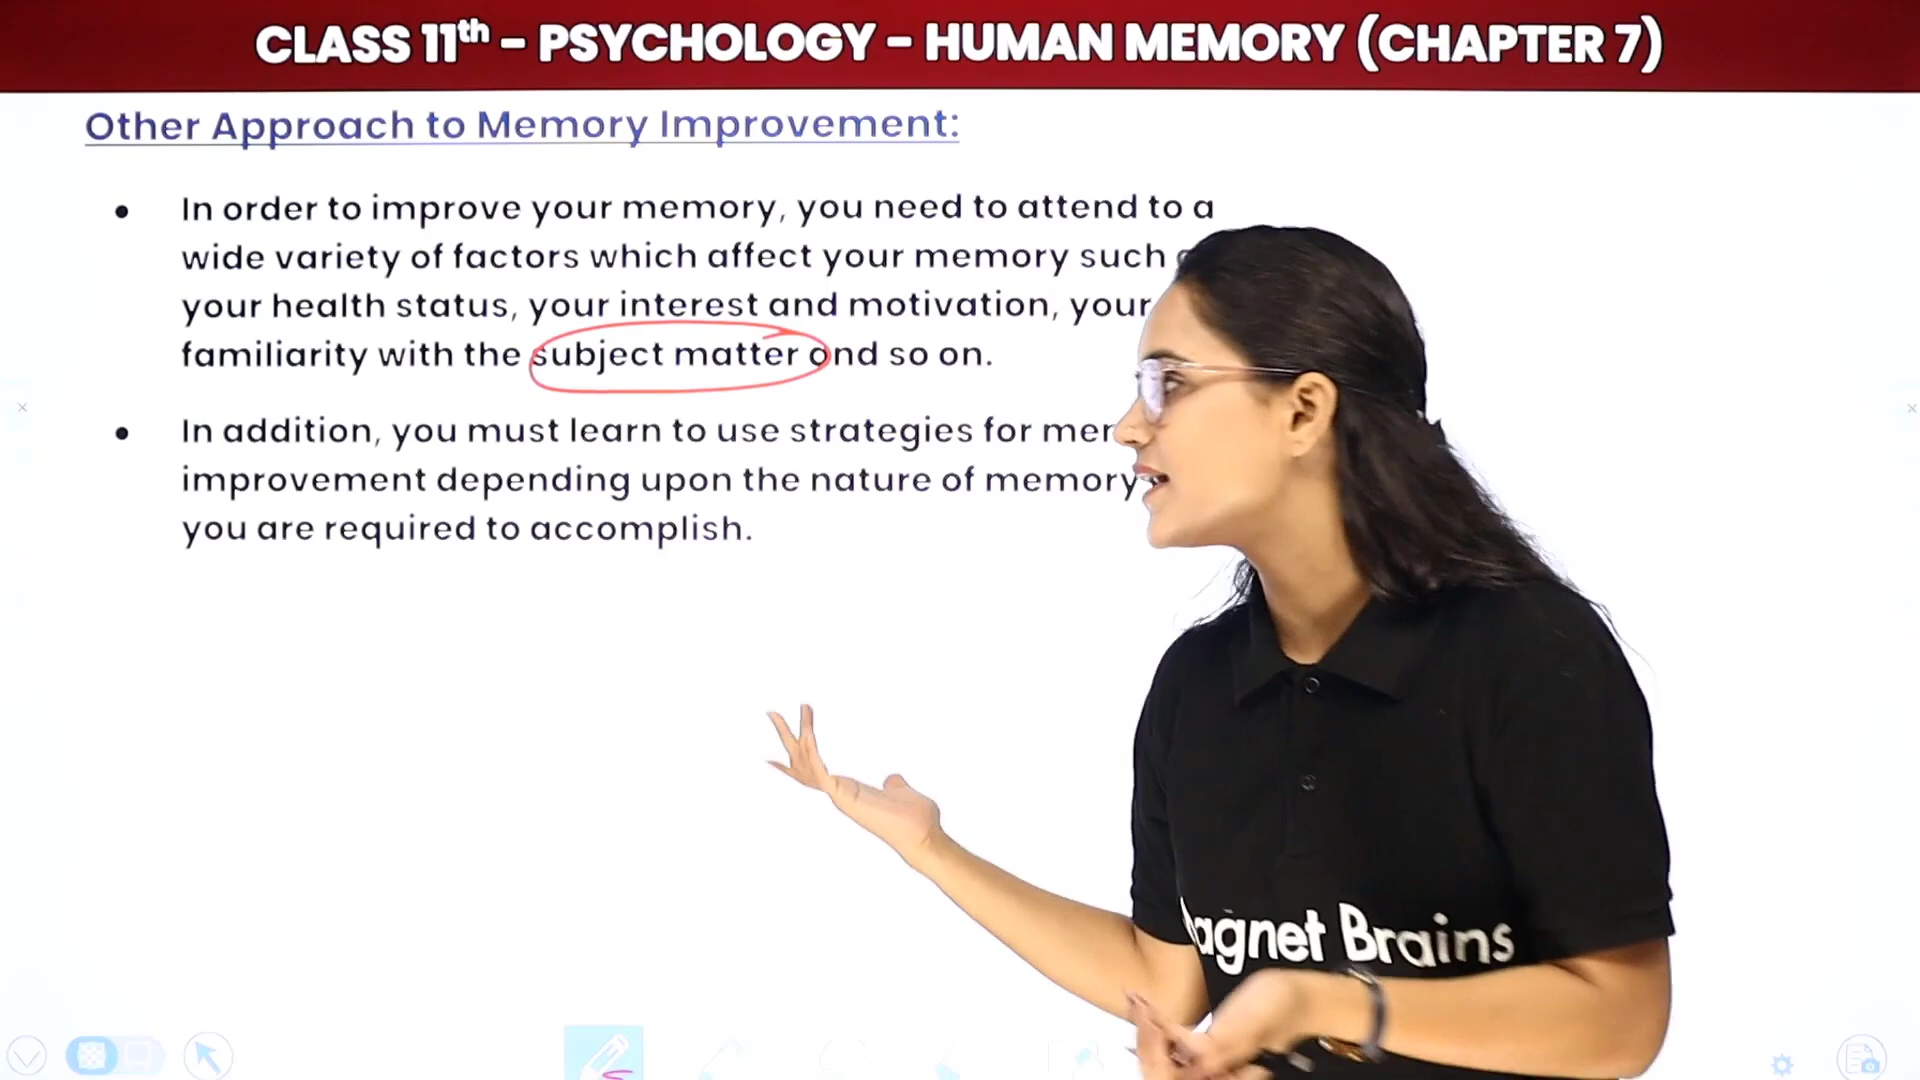 CLASS 11th - PSYCHOLOGY - HUMAN MEMORY (CHAPTER 7)
Other Approach to Memory Improvement:
• In order to improve your memory, you need to attend to a
wide variety of factors which affect your memory such
your health status, your interest and motivation, your
familiarity with the subject matter and so on.
• In addition, you must learn to use strategies for
improvement depending upon the nature of memory
you are required to accomplish.
agnet Brains